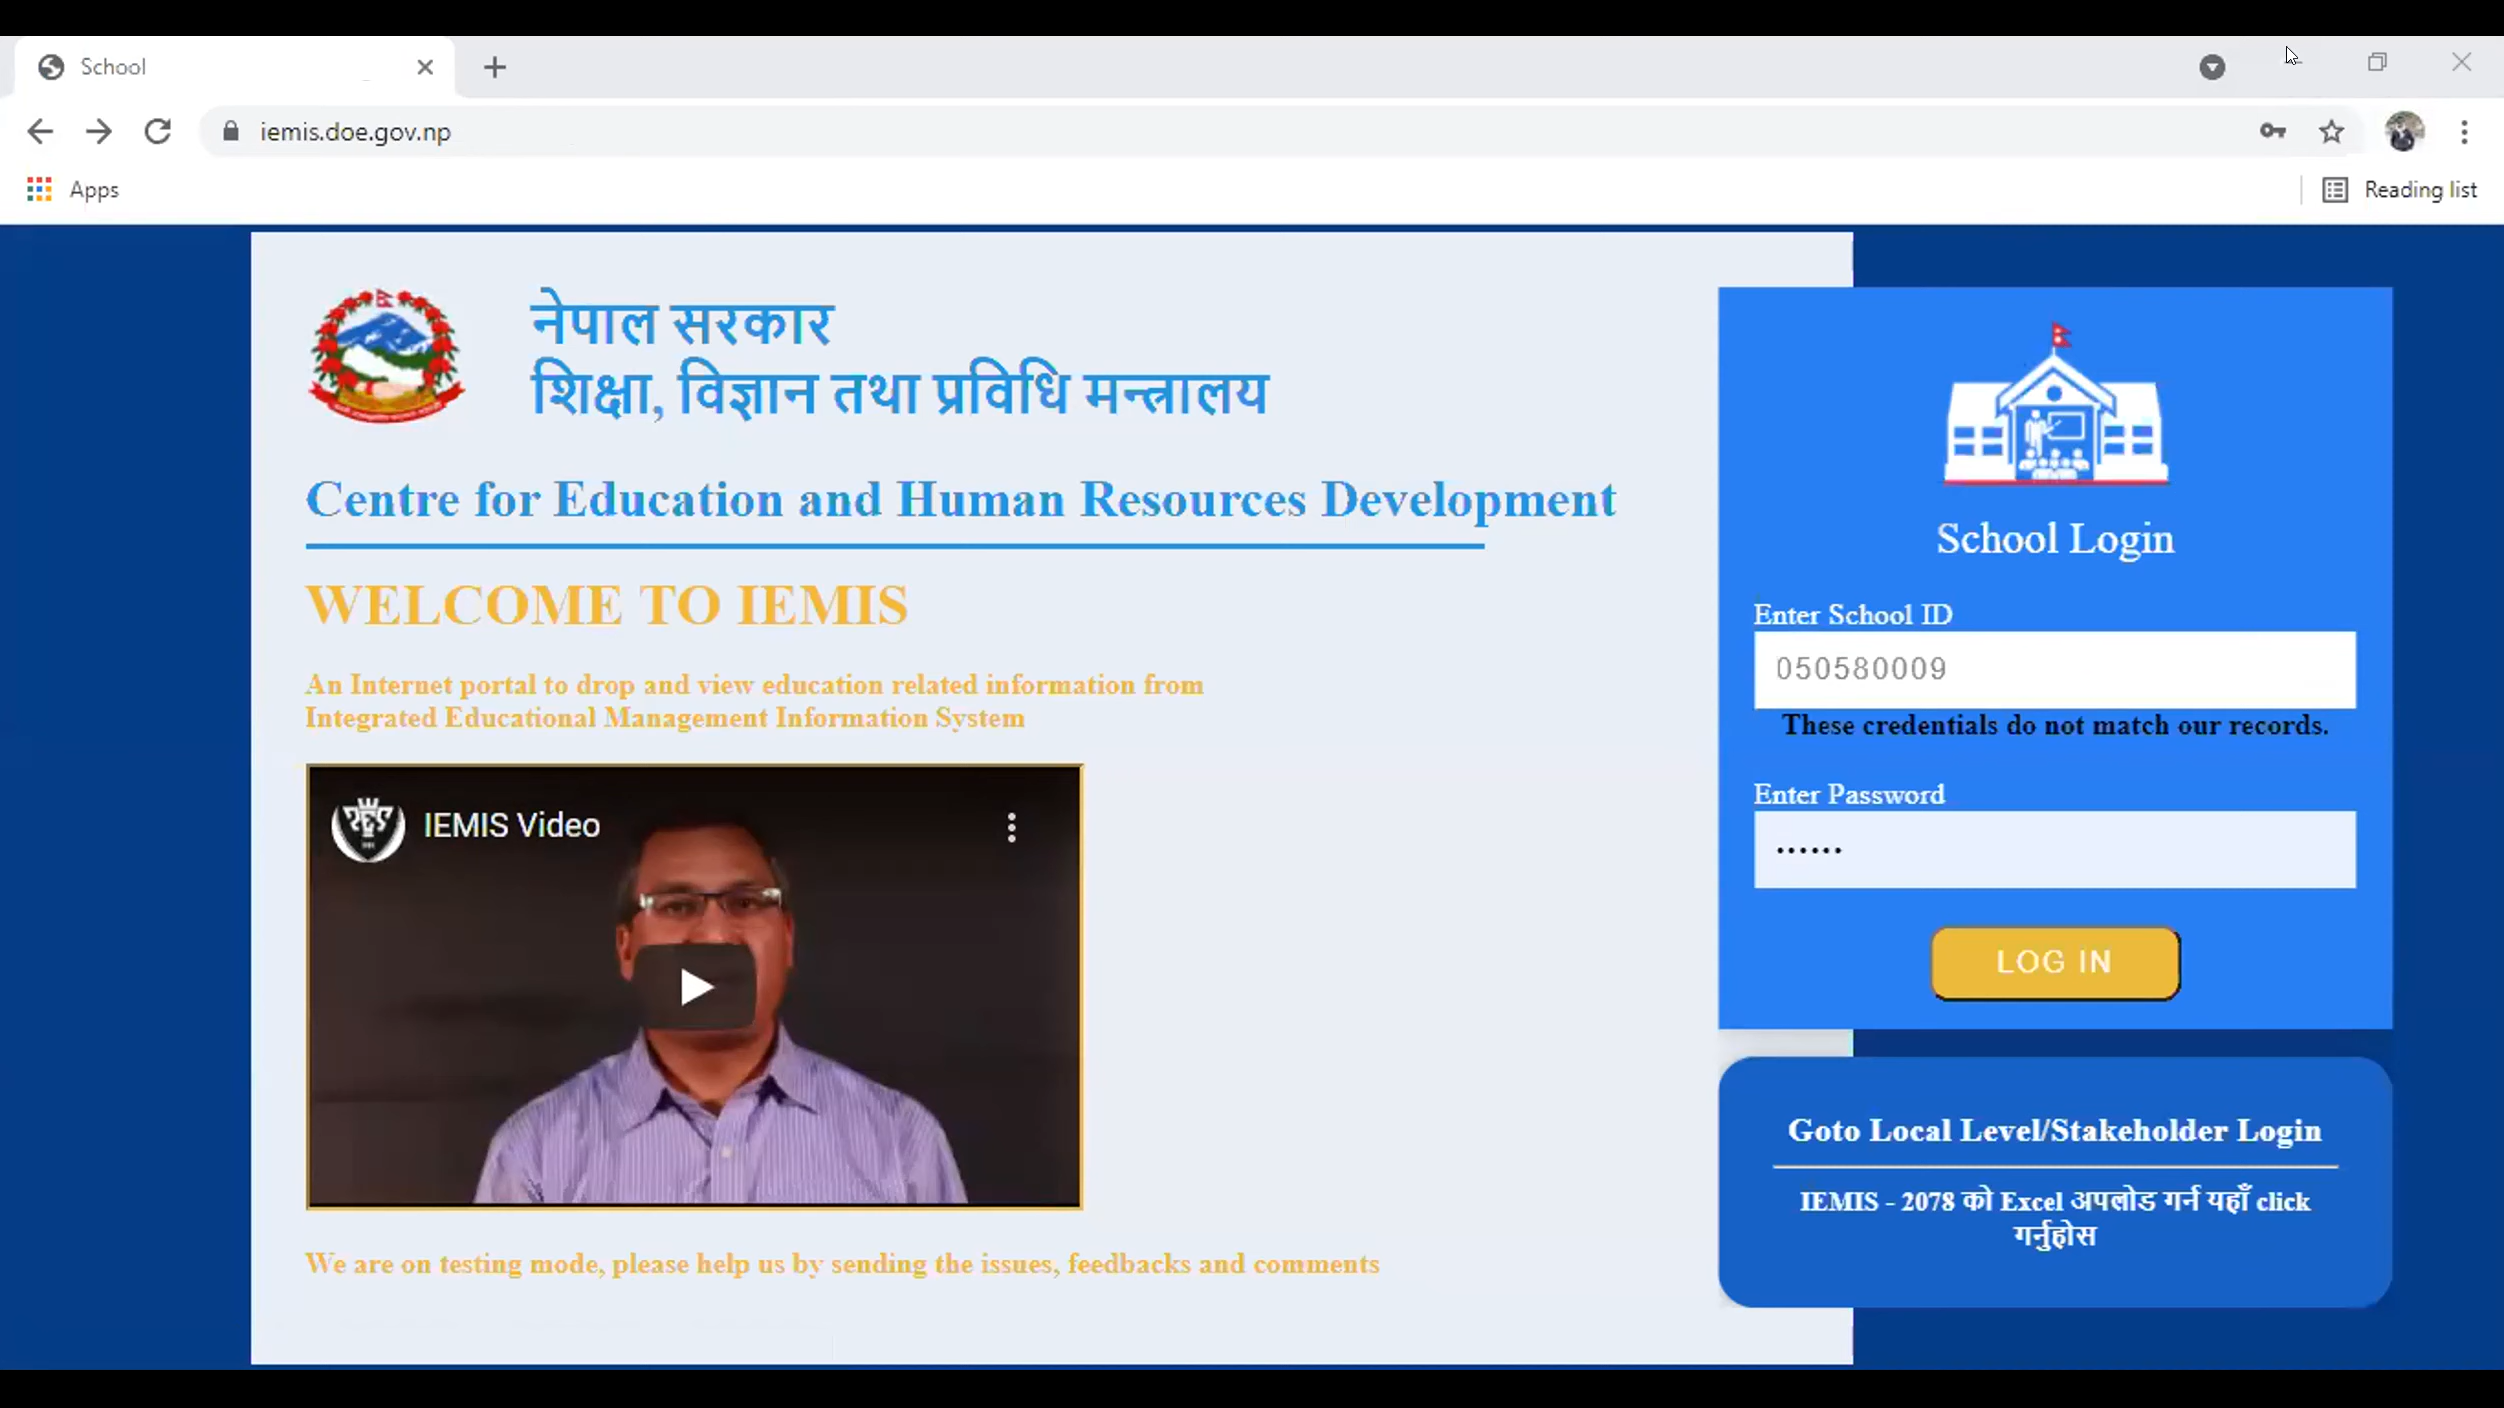 School
iemis.doe.gov.np
Apps
Reading list
नेपाल सरकार
शिक्षा, विज्ञान तथा प्रविधि मन्त्रालय
Centre for Education and Human Resources Development
WELCOME TO IEMIS
An Internet portal to drop and view education related information from
Integrated Educational Management Information System
IEMIS Video
We are on testing mode, please help us by sending the issues, feedbacks and comments
School Login
Enter School ID
050580009
These credentials do not match our records.
Enter Password
••••••
LOG IN
Goto Local Level/Stakeholder Login
IEMIS - 2078 को Excel अपलोड गर्न यहाँ click
गर्नुहोस